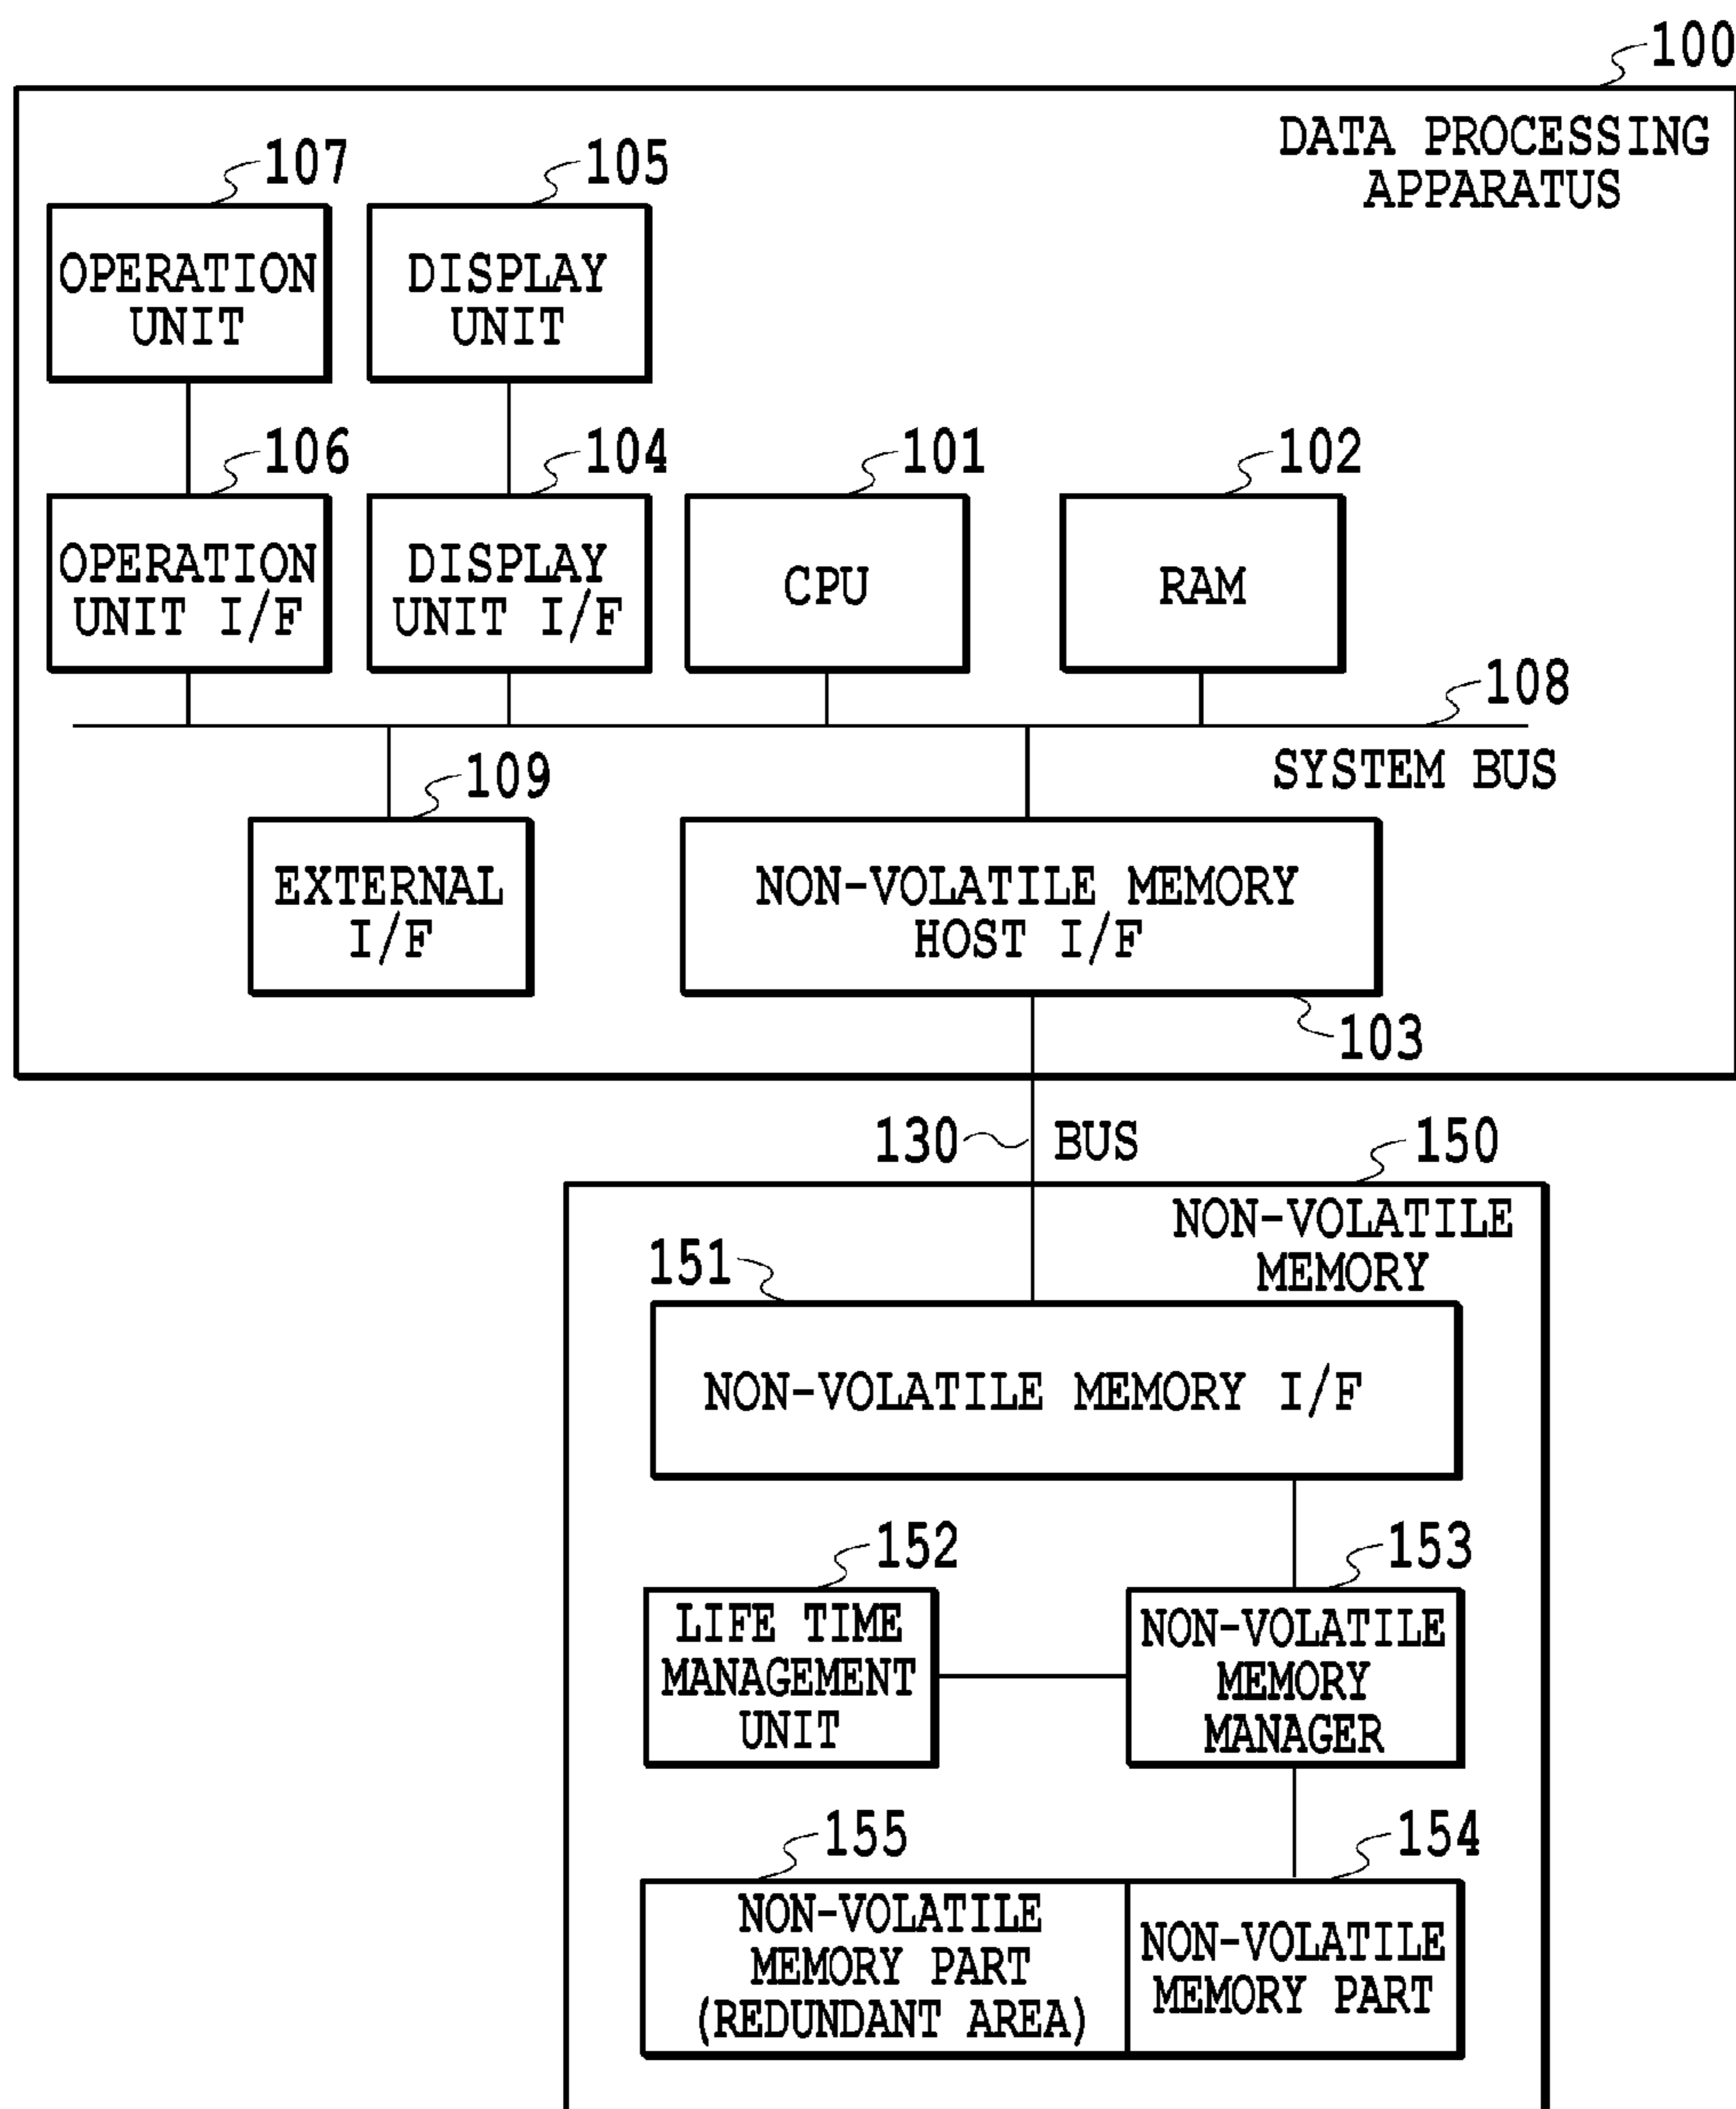 100
DATA PROCESSING
APPARATUS
107
105
OPERATION
UNIT
DISPLAY
UNIT
106
104
101
102
OPERATION
UNIT I/F
DISPLAY
UNIT I/F
CPU
RAM
108
SYSTEM BUS
109
EXTERNAL
I/F
NON-VOLATILE MEMORY
HOST I/F
103
130
BUS
150
NON-VOLATILE
MEMORY
151
NON-VOLATILE MEMORY I/F
152
153
LIFE TIME
MANAGEMENT
UNIT
NON-VOLATILE
MEMORY
MANAGER
155
154
NON-VOLATILE
MEMORY PART
(REDUNDANT AREA)
NON-VOLATILE
MEMORY PART